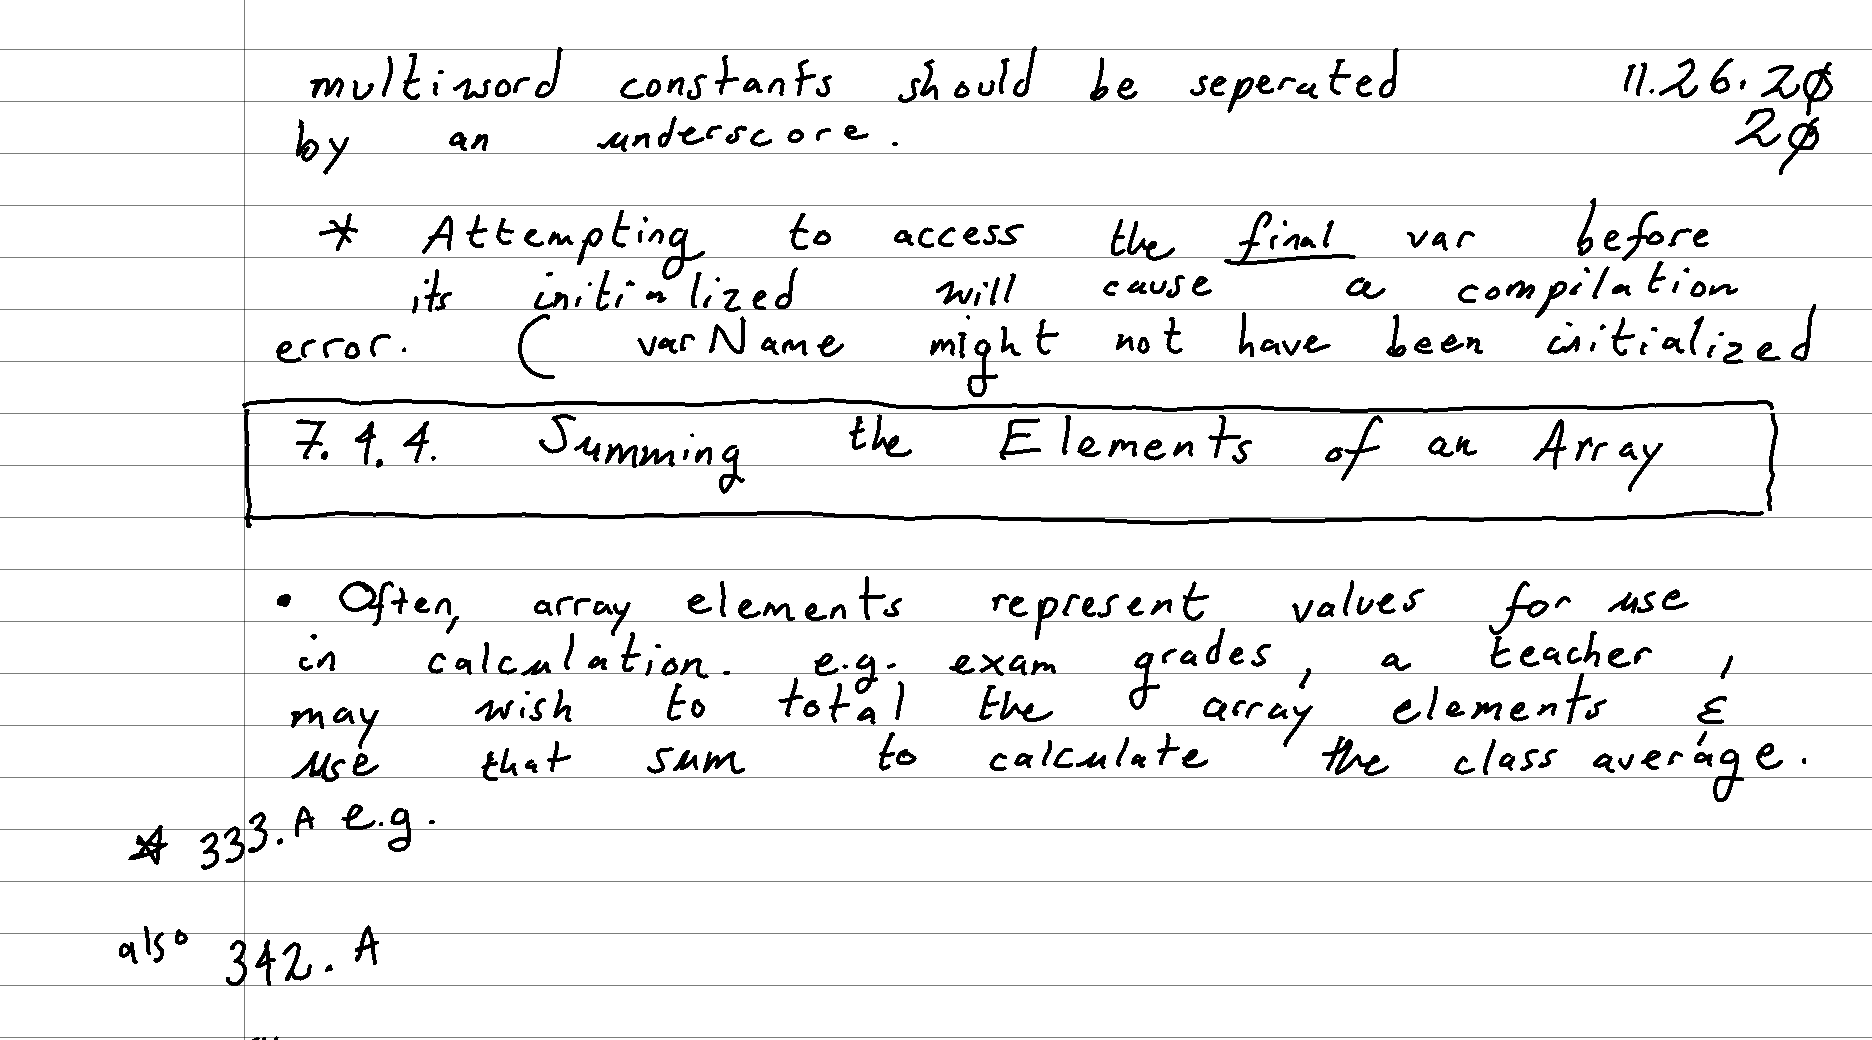 multiword constants should be seperated 11.26.20
by an underscore. 20
* Attempting to access the final var before
its initialized will cause a compilation
error. ( varName might not have been initialized
7.4.4. Summing the Elements of an Array
• Often, array elements represent values for use
in calculation. e.g. exam grades, a teacher,
may wish to total the array elements &
use that sum to calculate the class average.
* 333.A e.g.
also 342.A